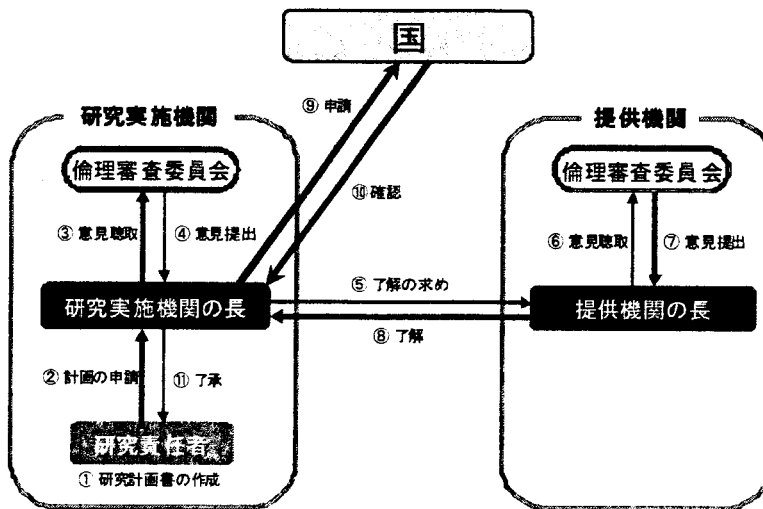 国
⑨ 申請
研究実施機関
提供機関
倫理審査委員会
倫理審査委員会
⑩ 確認
③ 意見聴取
④ 意見提出
⑥ 意見聴取
⑦ 意見提出
⑤ 了解の求め
研究実施機関の長
提供機関の長
⑧ 了解
② 計画の申請
⑪ 了承
研究責任者
① 研究計画書の作成